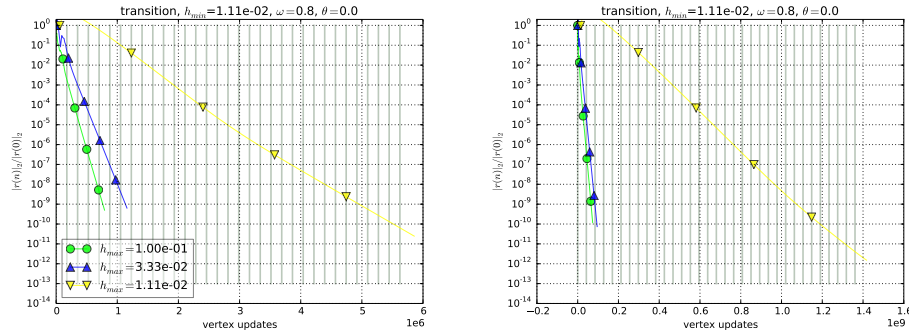 transition, h_min=1.11e-02, ω=0.8, θ=0.0
10^1
10^0
10^-1
10^-2
10^-3
10^-4
10^-5
10^-6
10^-7
10^-8
10^-9
10^-10
10^-11
10^-12
10^-13
10^-14
|r(n)|_2/|r(0)|_2
h_max=1.00e-01
h_max=3.33e-02
h_max=1.11e-02
0 1 2 3 4 5 6
1e6
vertex updates
transition, h_min=1.11e-02, ω=0.8, θ=0.0
10^1
10^0
10^-1
10^-2
10^-3
10^-4
10^-5
10^-6
10^-7
10^-8
10^-9
10^-10
10^-11
10^-12
10^-13
10^-14
|r(n)|_2/|r(0)|_2
−0.2 0.0 0.2 0.4 0.6 0.8 1.0 1.2 1.4 1.6
1e9
vertex updates